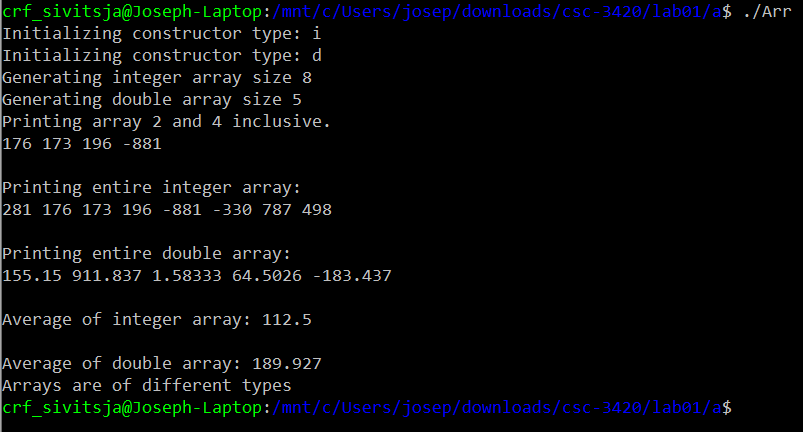 crf_sivitsja@Joseph-Laptop:/mnt/c/Users/josep/downloads/csc-3420/lab01/a$ ./Arr
Initializing constructor type: i
Initializing constructor type: d
Generating integer array size 8
Generating double array size 5
Printing array 2 and 4 inclusive.
176 173 196 -881
Printing entire integer array:
281 176 173 196 -881 -330 787 498
Printing entire double array:
155.15 911.837 1.58333 64.5026 -183.437
Average of integer array: 112.5
Average of double array: 189.927
Arrays are of different types
crf_sivitsja@Joseph-Laptop:/mnt/c/Users/josep/downloads/csc-3420/lab01/a$